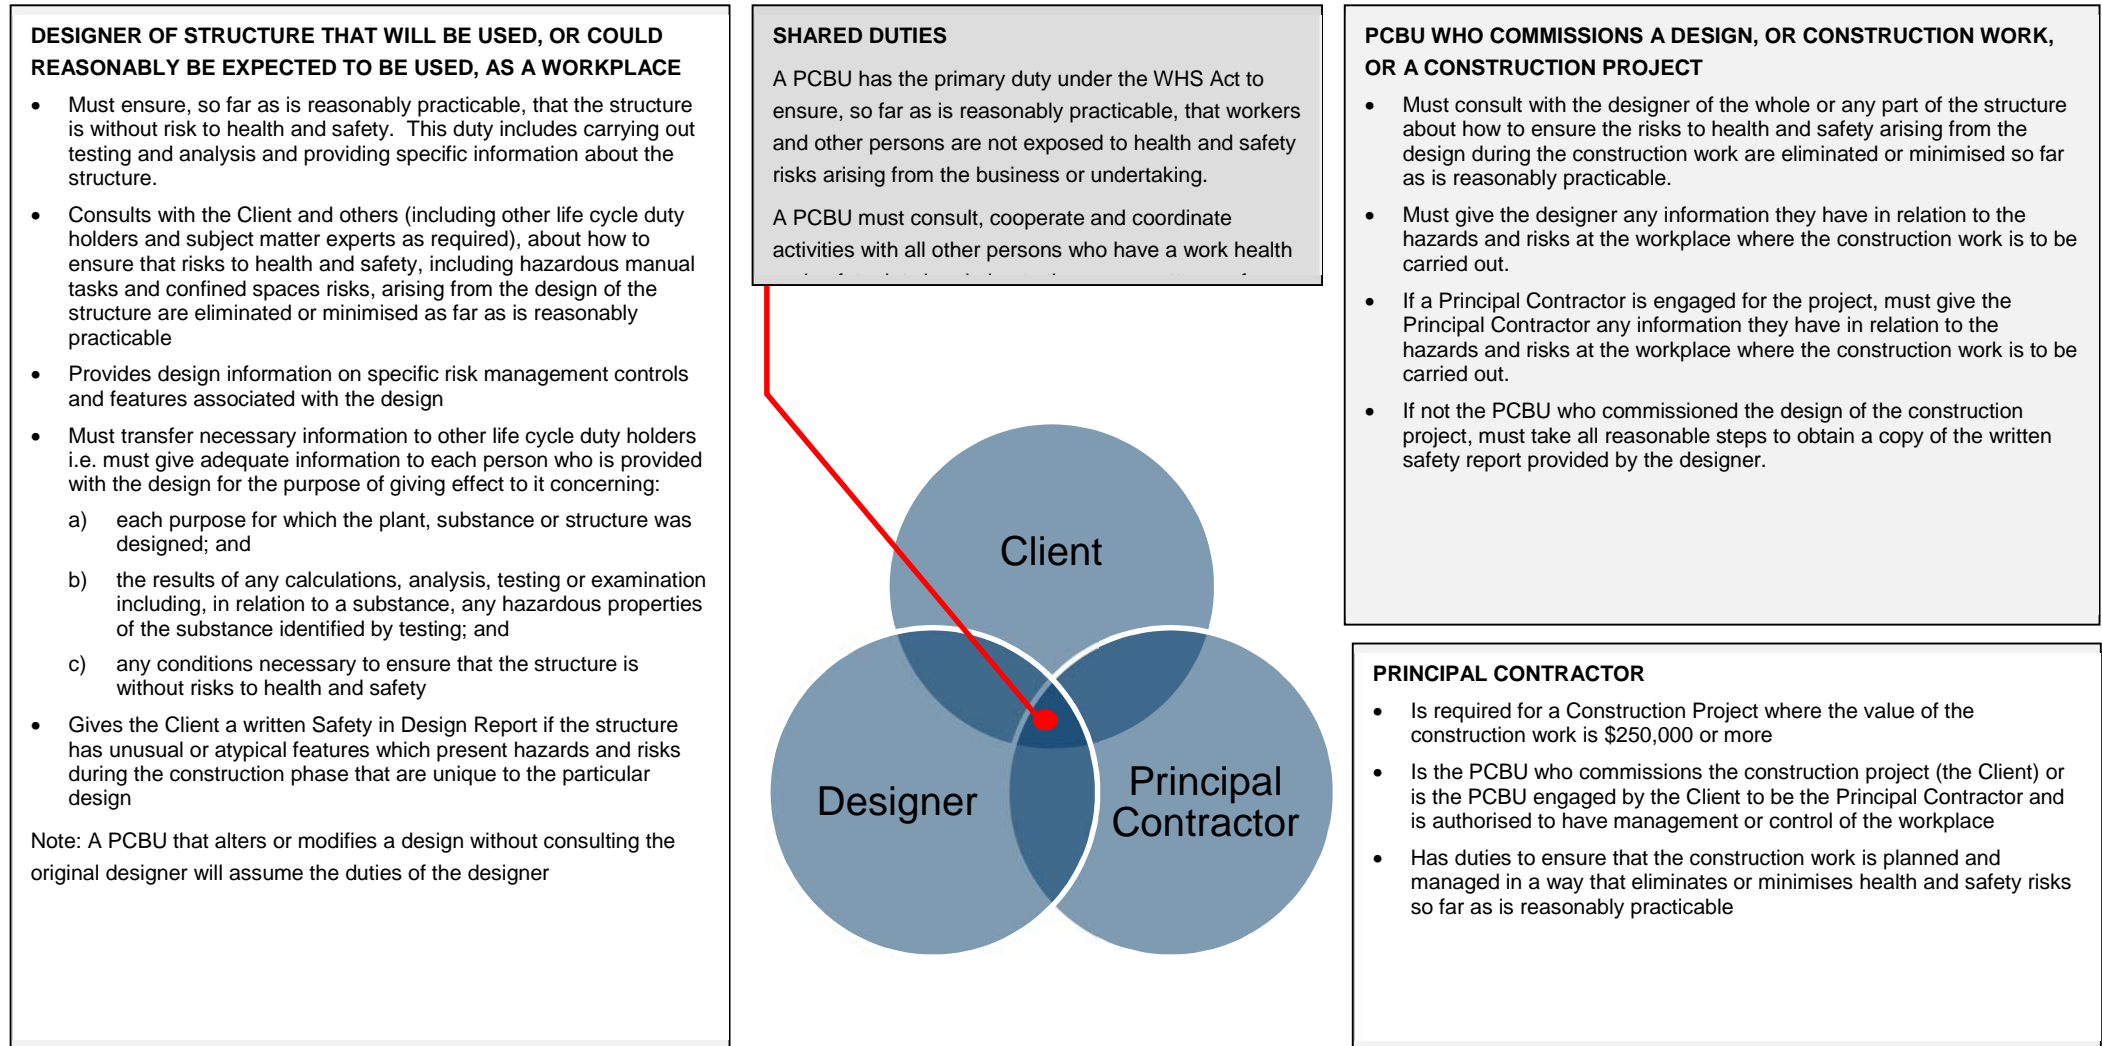 DESIGNER OF STRUCTURE THAT WILL BE USED, OR COULD
REASONABLY BE EXPECTED TO BE USED, AS A WORKPLACE
• Must ensure, so far as is reasonably practicable, that the structure
is without risk to health and safety. This duty includes carrying out
testing and analysis and providing specific information about the
structure.
• Consults with the Client and others (including other life cycle duty
holders and subject matter experts as required), about how to
ensure that risks to health and safety, including hazardous manual
tasks and confined spaces risks, arising from the design of the
structure are eliminated or minimised as far as is reasonably
practicable
• Provides design information on specific risk management controls
and features associated with the design
• Must transfer necessary information to other life cycle duty holders
i.e. must give adequate information to each person who is provided
with the design for the purpose of giving effect to it concerning:
a) each purpose for which the plant, substance or structure was
designed; and
b) the results of any calculations, analysis, testing or examination
including, in relation to a substance, any hazardous properties
of the substance identified by testing; and
c) any conditions necessary to ensure that the structure is
without risks to health and safety
• Gives the Client a written Safety in Design Report if the structure
has unusual or atypical features which present hazards and risks
during the construction phase that are unique to the particular
design
Note: A PCBU that alters or modifies a design without consulting the
original designer will assume the duties of the designer
SHARED DUTIES
A PCBU has the primary duty under the WHS Act to
ensure, so far as is reasonably practicable, that workers
and other persons are not exposed to health and safety
risks arising from the business or undertaking.
A PCBU must consult, cooperate and coordinate
activities with all other persons who have a work health
Client
Designer
Principal
Contractor
PCBU WHO COMMISSIONS A DESIGN, OR CONSTRUCTION WORK,
OR A CONSTRUCTION PROJECT
• Must consult with the designer of the whole or any part of the structure
about how to ensure the risks to health and safety arising from the
design during the construction work are eliminated or minimised so far
as is reasonably practicable.
• Must give the designer any information they have in relation to the
hazards and risks at the workplace where the construction work is to be
carried out.
• If a Principal Contractor is engaged for the project, must give the
Principal Contractor any information they have in relation to the
hazards and risks at the workplace where the construction work is to be
carried out.
• If not the PCBU who commissioned the design of the construction
project, must take all reasonable steps to obtain a copy of the written
safety report provided by the designer.
PRINCIPAL CONTRACTOR
• Is required for a Construction Project where the value of the
construction work is $250,000 or more
• Is the PCBU who commissions the construction project (the Client) or
is the PCBU engaged by the Client to be the Principal Contractor and
is authorised to have management or control of the workplace
• Has duties to ensure that the construction work is planned and
managed in a way that eliminates or minimises health and safety risks
so far as is reasonably practicable